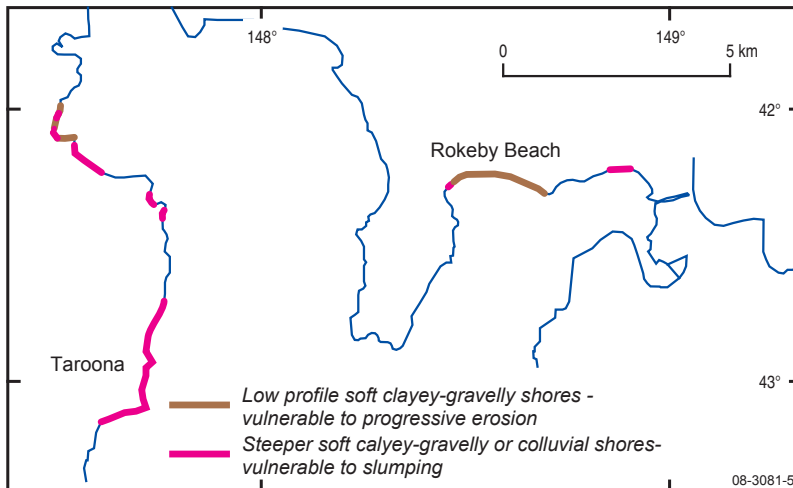 148°
149°
0
5 km
42°
Rokeby Beach
Taroona
43°
Low profile soft clayey-gravelly shores -
vulnerable to progressive erosion
Steeper soft calyey-gravelly or colluvial shores-
vulnerable to slumping
08-3081-5